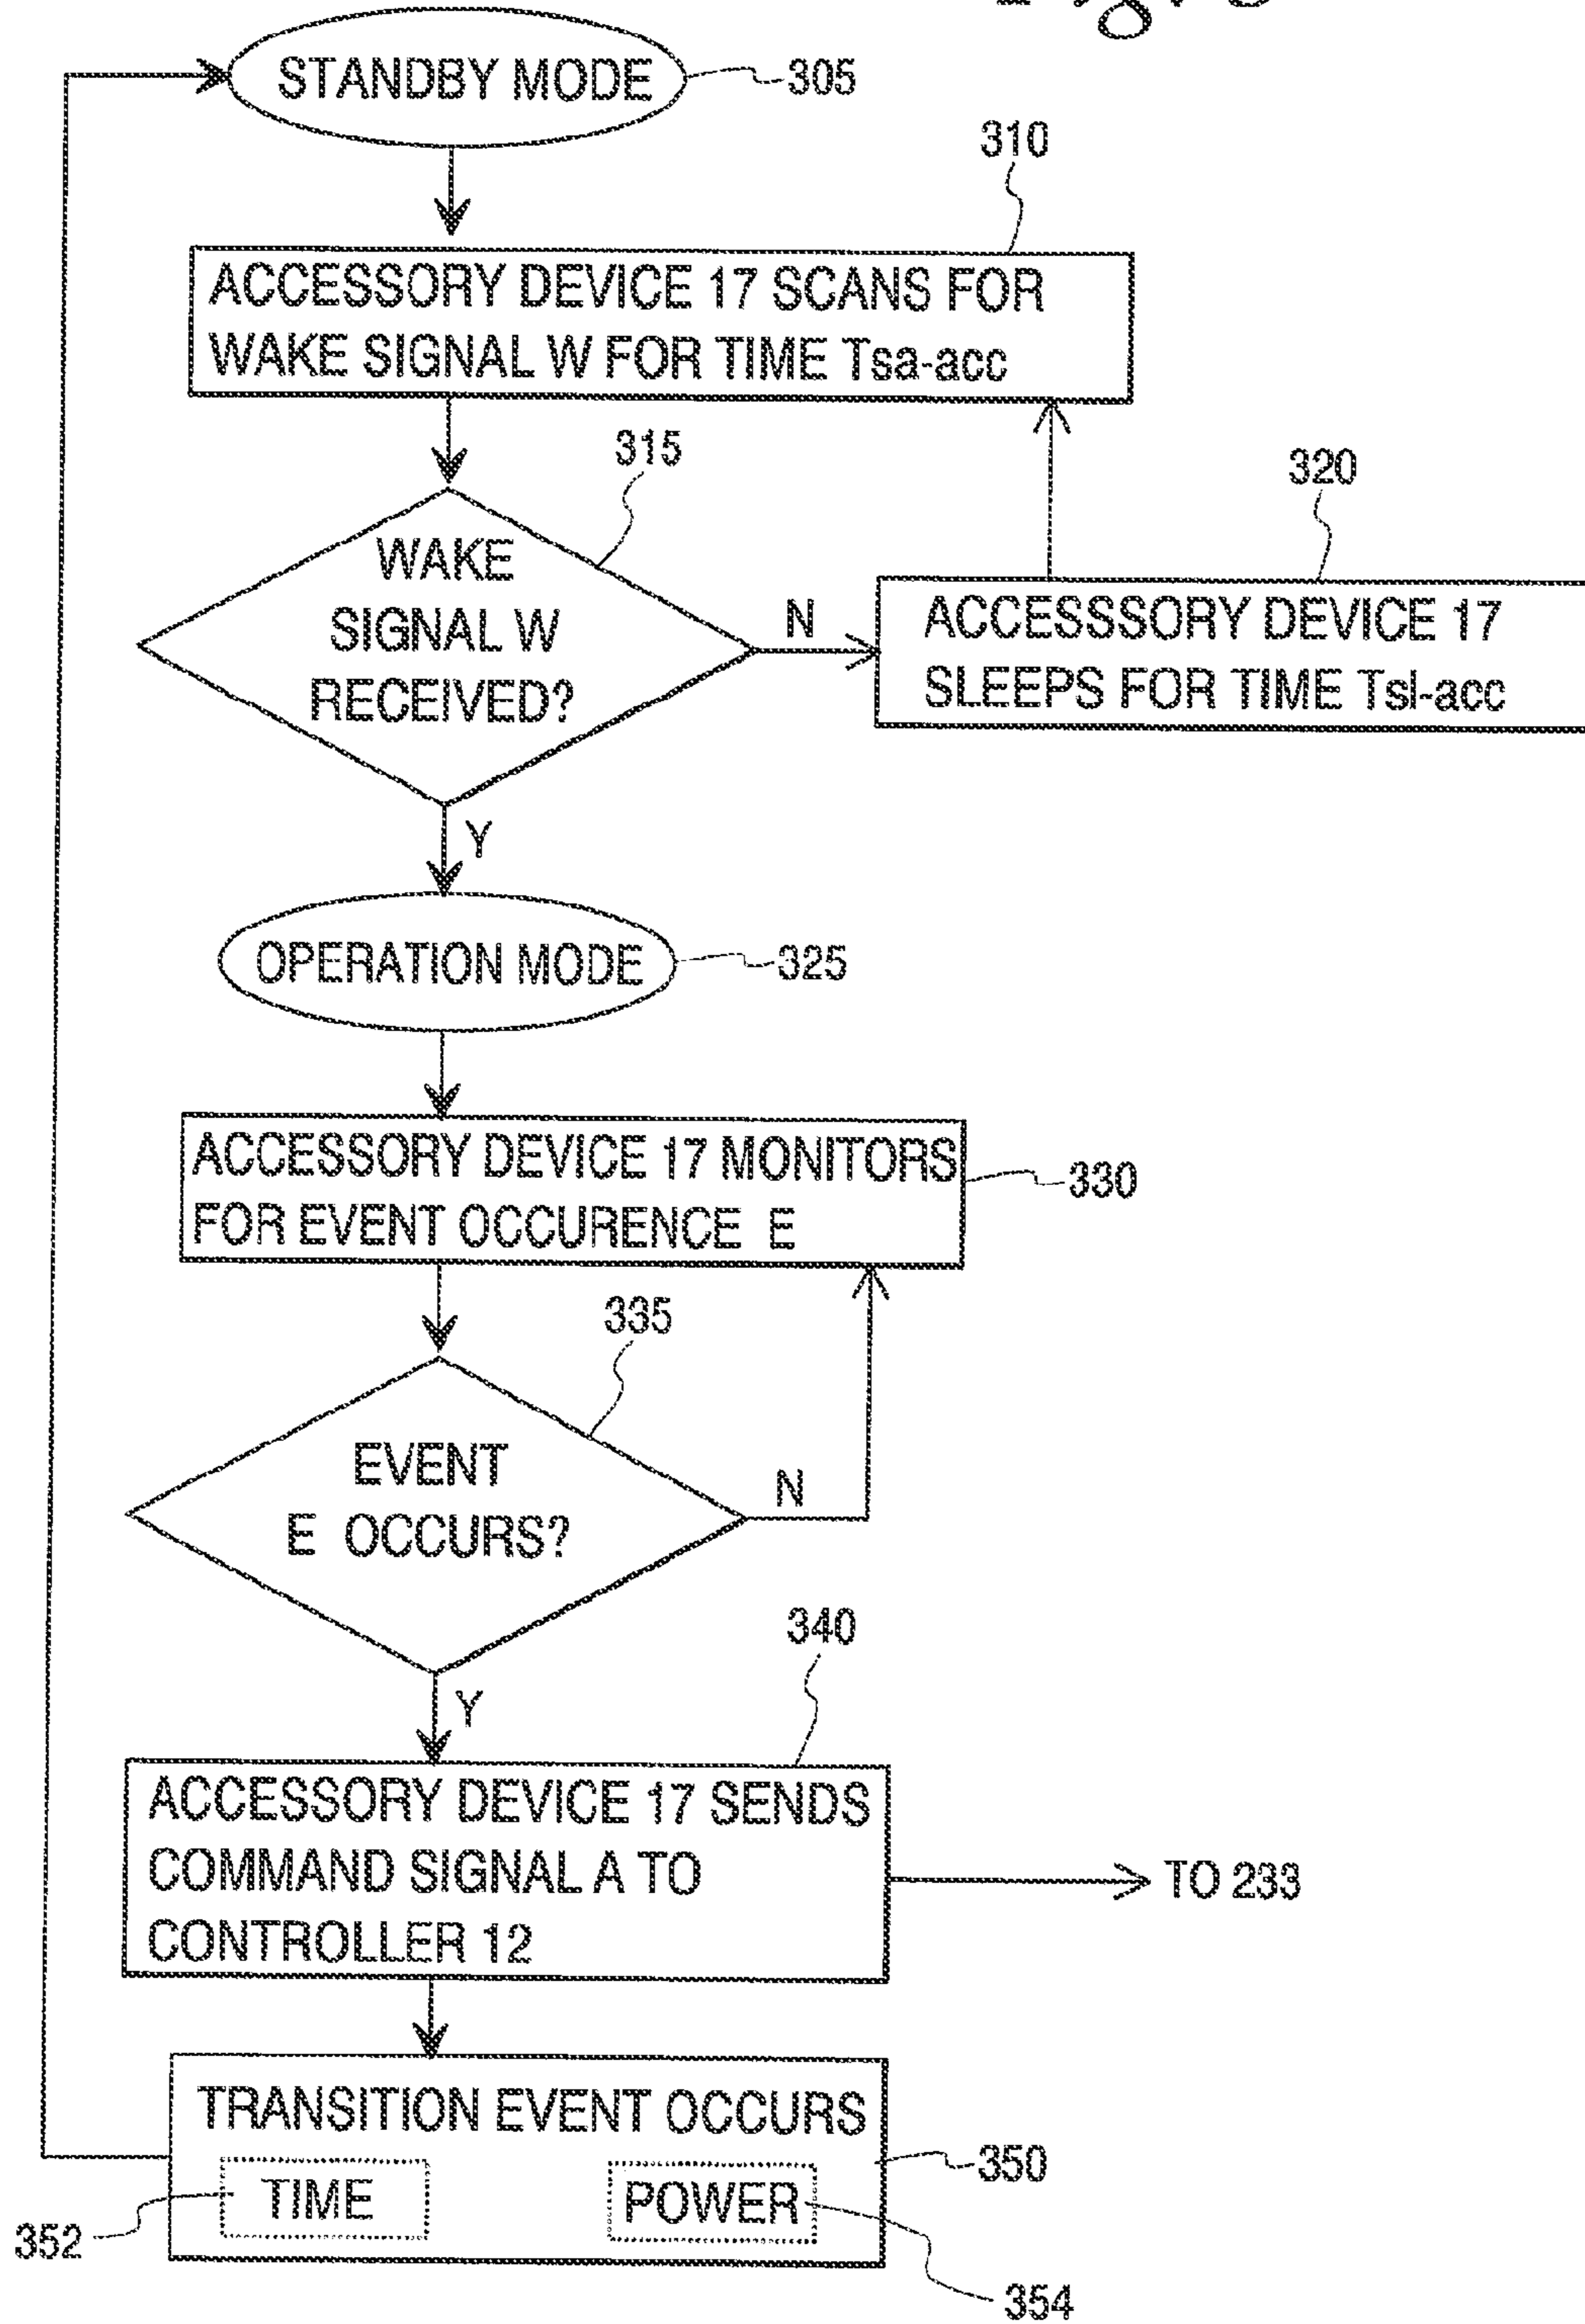 STANDBY MODE
305
310
ACCESSORY DEVICE 17 SCANS FOR
WAKE SIGNAL W FOR TIME Tsa-acc
315
320
WAKE
SIGNAL W
RECEIVED?
N
ACCESSSORY DEVICE 17
SLEEPS FOR TIME Tsl-acc
Y
OPERATION MODE
325
ACCESSORY DEVICE 17 MONITORS
FOR EVENT OCCURENCE E
330
335
EVENT
E OCCURS?
N
340
Y
ACCESSORY DEVICE 17 SENDS
COMMAND SIGNAL A TO
CONTROLLER 12
TO 233
TRANSITION EVENT OCCURS
350
TIME
POWER
352
354